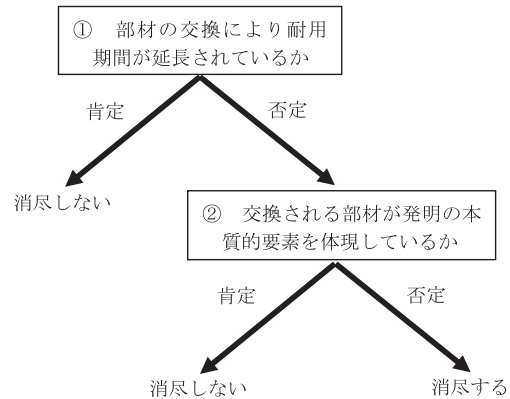 ① 部材の交換により耐用
期間が延長されているか
肯定
否定
消尽しない
② 交換される部材が発明の本
質的要素を体現しているか
肯定
否定
消尽しない
消尽する